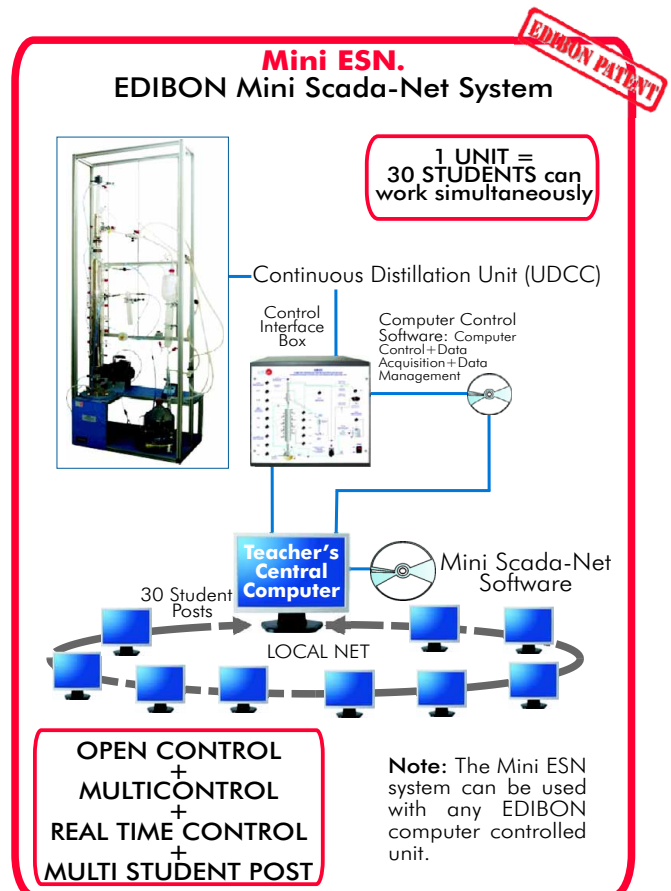 EDIBON PATENT
Mini ESN.
EDIBON Mini Scada-Net System
1 UNIT =
30 STUDENTS can
work simultaneously
Continuous Distillation Unit (UDCC)
Control
Interface
Box
Computer Control
Software: Computer
Control+Data
Acquisition+Data
Management
Teacher's
Central
Computer
Mini Scada-Net
Software
30 Student
Posts
LOCAL NET
OPEN CONTROL
+
MULTICONTROL
+
REAL TIME CONTROL
+
MULTI STUDENT POST
Note: The Mini ESN
system can be used
with any EDIBON
computer controlled
unit.